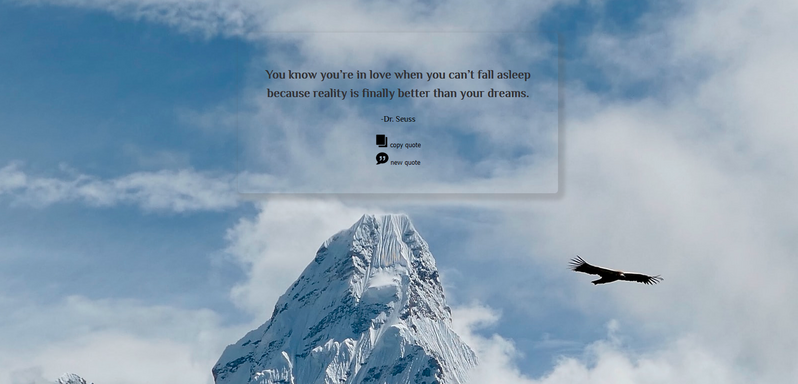 You know you're in love when you can't fall asleep
because reality is finally better than your dreams.
-Dr. Seuss
copy quote
new quote